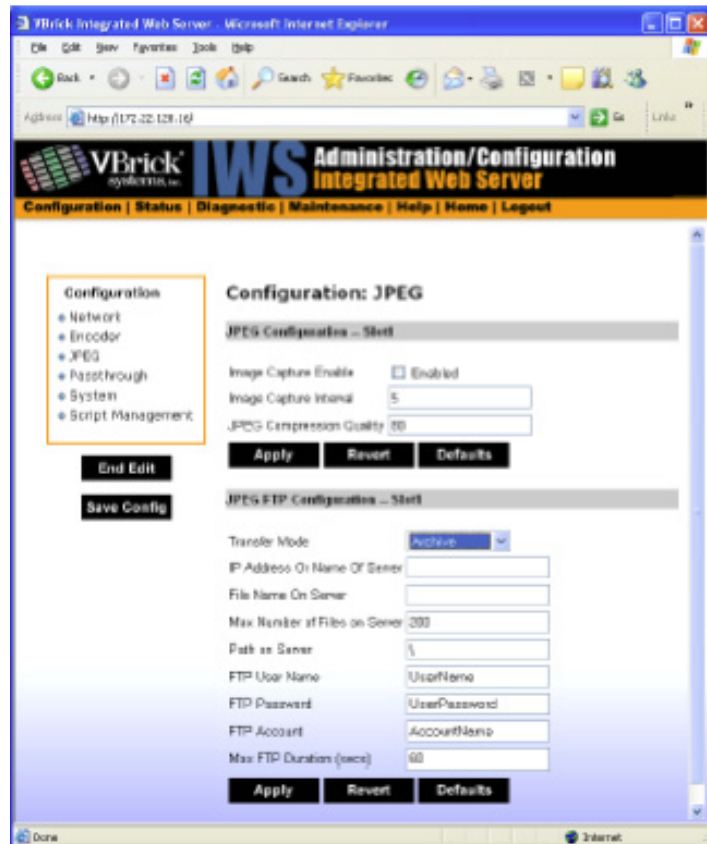 VBrick Integrated Web Server - Microsoft Internet Explorer
File Edit View Favorites Tools Help
Back Search Favorites
Address http://172.22.128.16/ Go Links
VBrick systems, inc. IWS Administration/Configuration
Integrated Web Server
Configuration | Status | Diagnostic | Maintenance | Help | Home | Logout
Configuration
Network
Encoder
JPEG
Passthrough
System
Script Management
End Edit
Save Config
Configuration: JPEG
JPEG Configuration -- Slot1
Image Capture Enable Enabled
Image Capture Interval 5
JPEG Compression Quality 80
Apply Revert Defaults
JPEG FTP Configuration -- Slot1
Transfer Mode Archive
IP Address Or Name Of Server
File Name On Server
Max Number of Files on Server 200
Path on Server \
FTP User Name UserName
FTP Password UserPassword
FTP Account AccountName
Max FTP Duration (secs) 60
Apply Revert Defaults
Done Internet